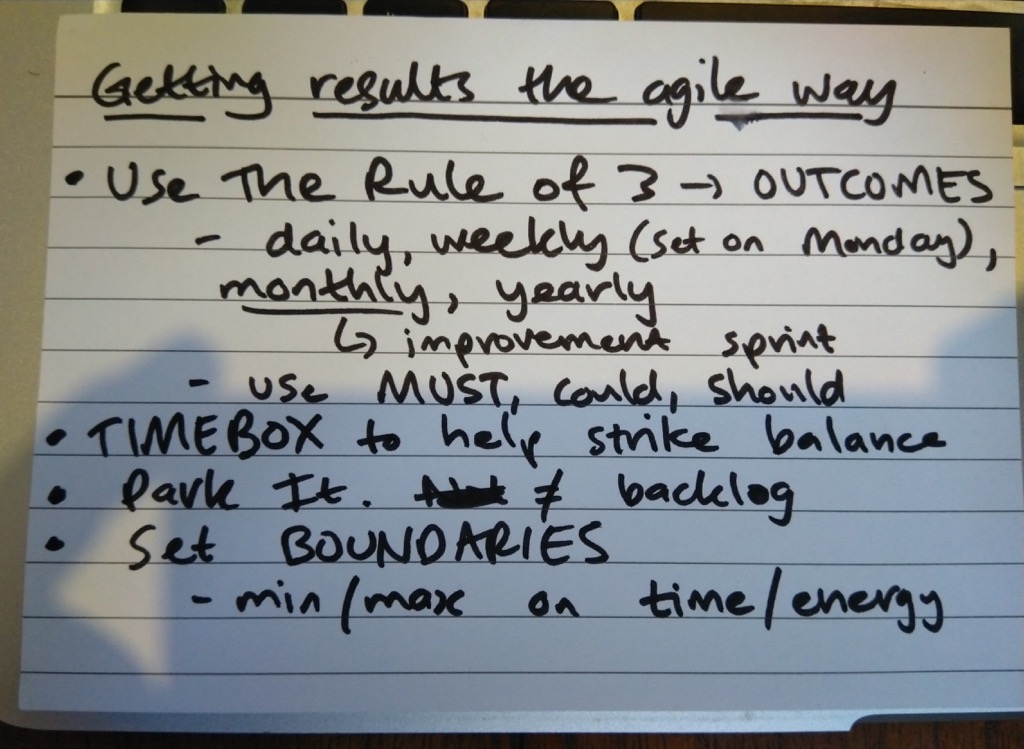 Getting results the agile way
• Use The Rule of 3 → OUTCOMES
- daily, weekly (set on Monday),
monthly, yearly
↳ improvement sprint
- use MUST, could, should
• TIMEBOX to help strike balance
• Park It. ≠ backlog
• Set BOUNDARIES
- min/max on time/energy